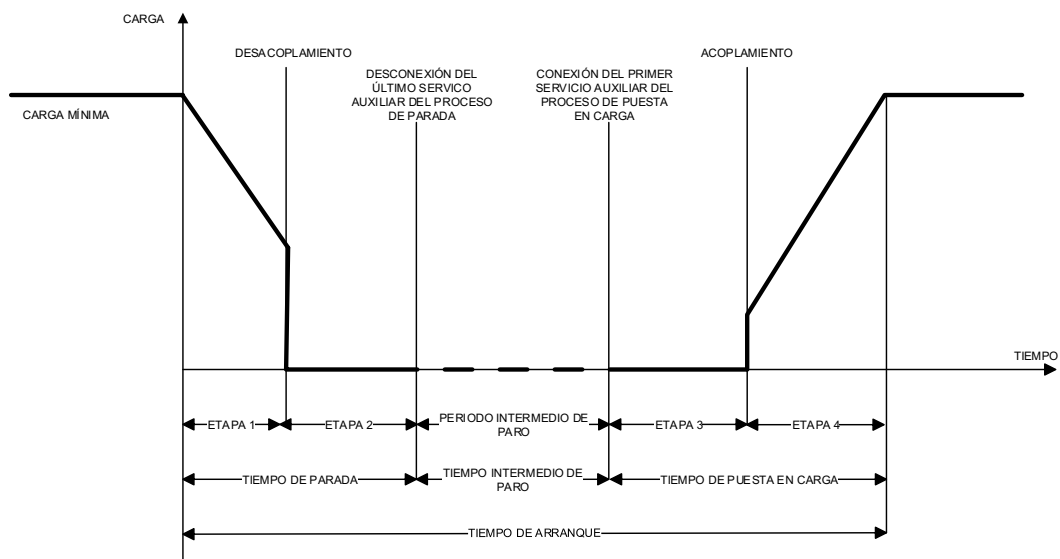 CARGA
DESACOPLAMIENTO
ACOPLAMIENTO
DESCONEXIÓN DEL
ÚLTIMO SERVICO
AUXILIAR DEL PROCESO
DE PARADA
CONEXIÓN DEL PRIMER
SERVICIO AUXILIAR DEL
PROCESO DE PUESTA
EN CARGA
CARGA MÍNIMA
TIEMPO
ETAPA 1
ETAPA 2
PERIODO INTERMEDIO DE
PARO
ETAPA 3
ETAPA 4
TIEMPO DE PARADA
TIEMPO INTERMEDIO DE
PARO
TIEMPO DE PUESTA EN CARGA
TIEMPO DE ARRANQUE